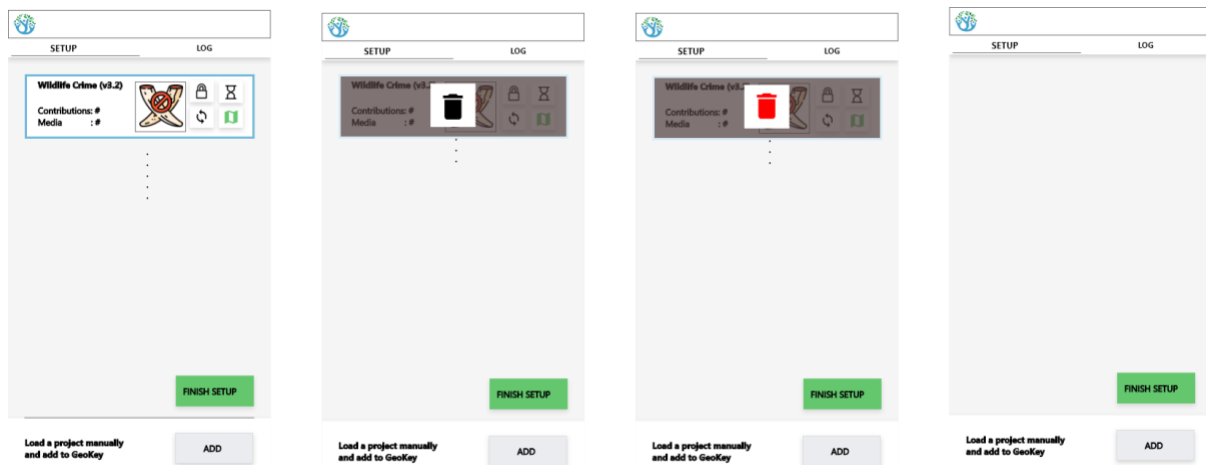 SETUP LOG
Wildlife Crime (v3.2)
Contributions: #
Media : #
FINISH SETUP
Load a project manually
and add to GeoKey
ADD
SETUP LOG
Wildlife Crime (v3.
Contributions: #
Media : #
FINISH SETUP
Load a project manually
and add to GeoKey
ADD
SETUP LOG
Wildlife Crime (v3.
Contributions: #
Media : #
FINISH SETUP
Load a project manually
and add to GeoKey
ADD
SETUP LOG
FINISH SETUP
Load a project manually
and add to GeoKey
ADD